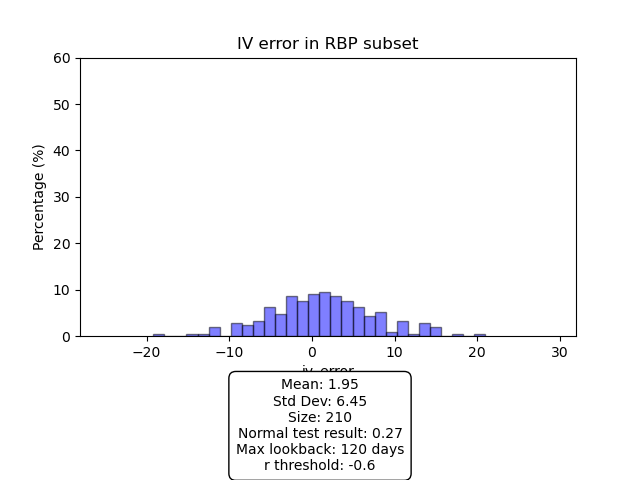 IV error in RBP subset
60
50
40
30
20
10
0
Percentage (%)
−20
−10
0
10
20
30
iv_error
Mean: 1.95
Std Dev: 6.45
Size: 210
Normal test result: 0.27
Max lookback: 120 days
r threshold: -0.6